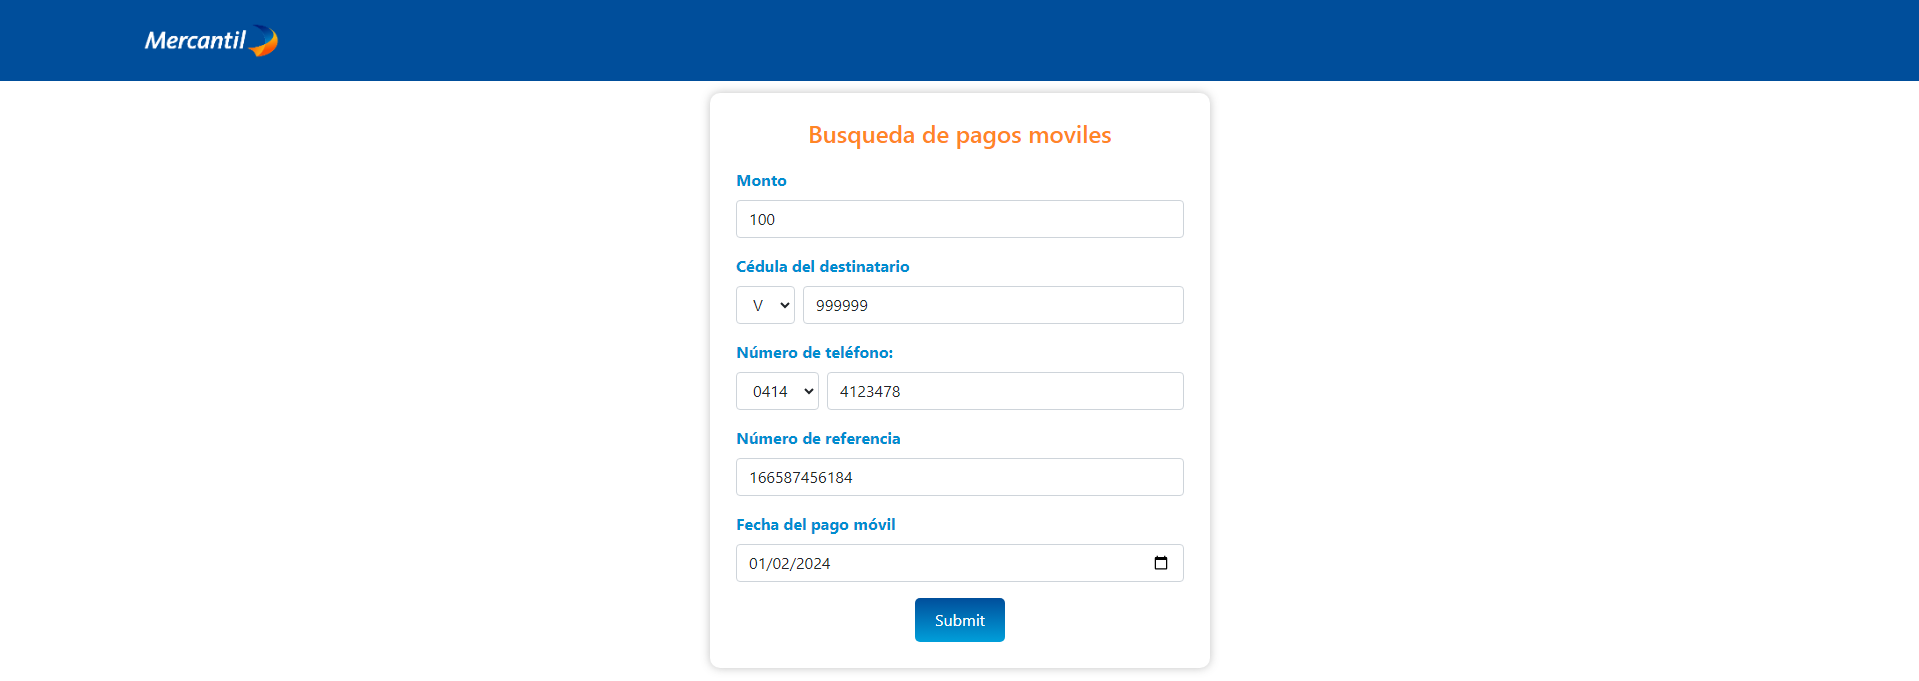 Mercantil
Busqueda de pagos moviles
Monto
100
Cédula del destinatario
V 999999
Número de teléfono:
0414 4123478
Número de referencia
166587456184
Fecha del pago móvil
01/02/2024
Submit